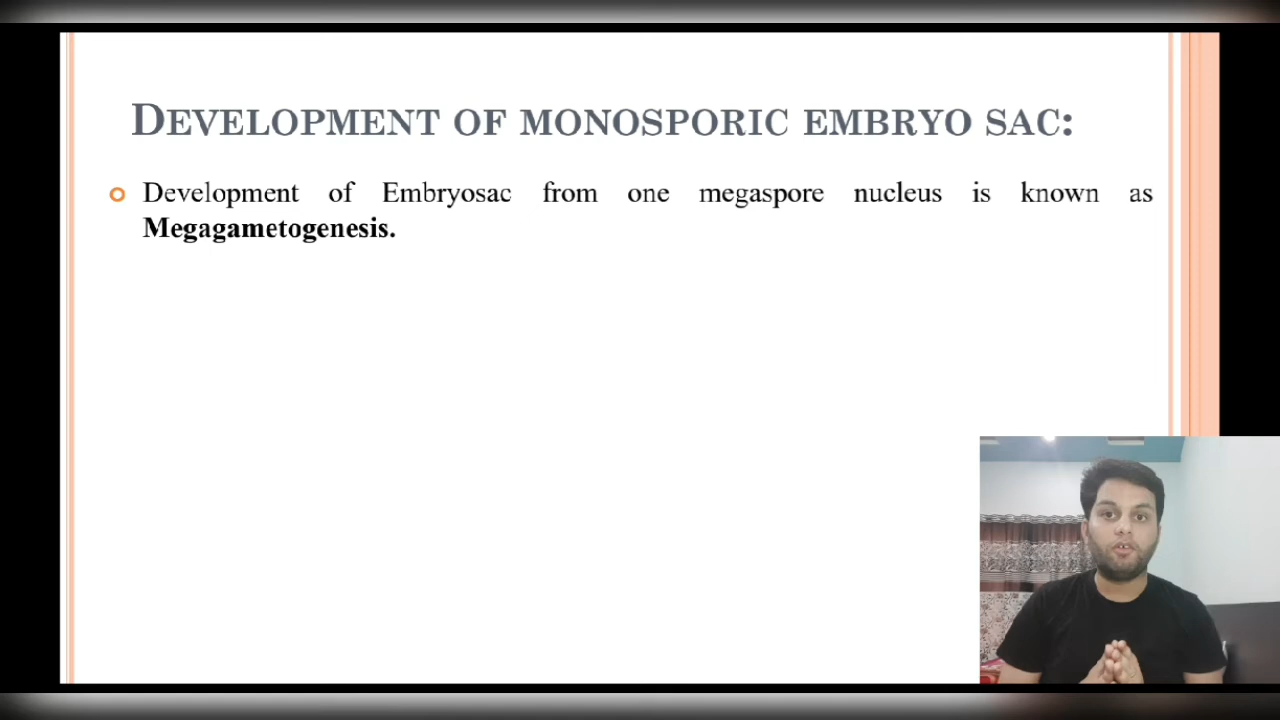 DEVELOPMENT OF MONOSPORIC EMBRYO SAC:
Development of Embryosac from one megaspore nucleus is known as
Megagametogenesis.